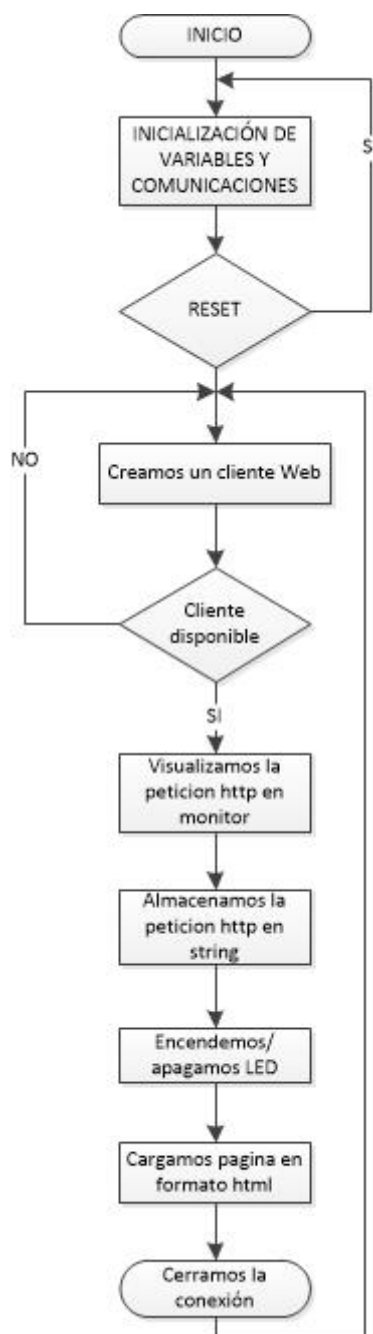 INICIO
INICIALIZACIÓN DE
VARIABLES Y
COMUNICACIONES
S
RESET
NO
Creamos un cliente Web
Cliente
disponible
SI
Visualizamos la
peticion http en
monitor
Almacenamos la
peticion http en
string
Encendemos/
apagamos LED
Cargamos pagina en
formato html
Cerramos la
conexión